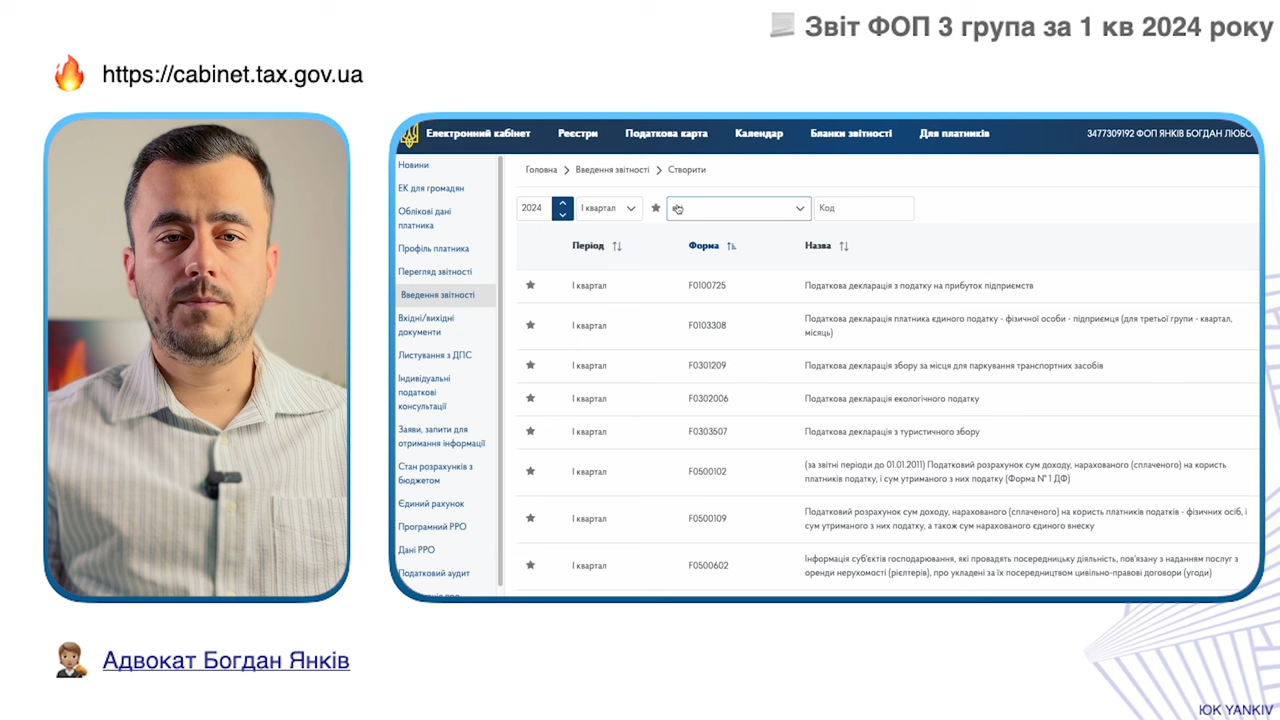 Звіт ФОП 3 група за 1 кв 2024 року
https://cabinet.tax.gov.ua
Електронний кабінет Реєстри Податкова карта Календар Бланки звітності Для платників 3477309192 ФОП ЯНКІВ БОГДАН ЛЮБО
Новини
ЕК для громадян
Облікові дані
платника
Профіль платника
Перегляд звітності
Введення звітності
Вхідні/вихідні
документи
Листування з ДПС
Індивідуальні
податкові
консультації
Заяви, запити для
отримання інформації
Стан розрахунків з
бюджетом
Єдиний рахунок
Програмний РРО
Дані РРО
Податковий аудит
Головна Введення звітності Створити
2024 І квартал Код
Період Форма Назва
І квартал F0100725 Податкова декларація з податку на прибуток підприємств
І квартал F0103308 Податкова декларація платника єдиного податку - фізичної особи - підприємця (для третьої групи - квартал,
місяць)
І квартал F0301209 Податкова декларація збору за місця для паркування транспортних засобів
І квартал F0302006 Податкова декларація екологічного податку
І квартал F0303507 Податкова декларація з туристичного збору
І квартал F0500102 (за звітні періоди до 01.01.2011) Податковий розрахунок сум доходу, нарахованого (сплаченого) на користь
платників податку, і сум утриманого з них податку (Форма № 1 ДФ)
І квартал F0500109 Податковий розрахунок сум доходу, нарахованого (сплаченого) на користь платників податків - фізичних осіб, і
сум утриманого з них податку, а також сум нарахованого єдиного внеску
І квартал F0500602 Інформація суб'єктів господарювання, які провадять посередницьку діяльність, пов'язану з наданням послуг з
оренди нерухомості (рієлтерів), про укладені за їх посередництвом цивільно-правові договори (угоди)
Адвокат Богдан Янків
ЮК YANKIV